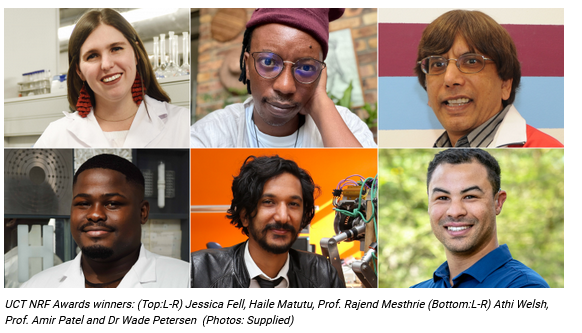 UCT NRF Awards winners: (Top:L-R) Jessica Fell, Haile Matutu, Prof. Rajend Mesthrie (Bottom:L-R) Athi Welsh,
Prof. Amir Patel and Dr Wade Petersen (Photos: Supplied)